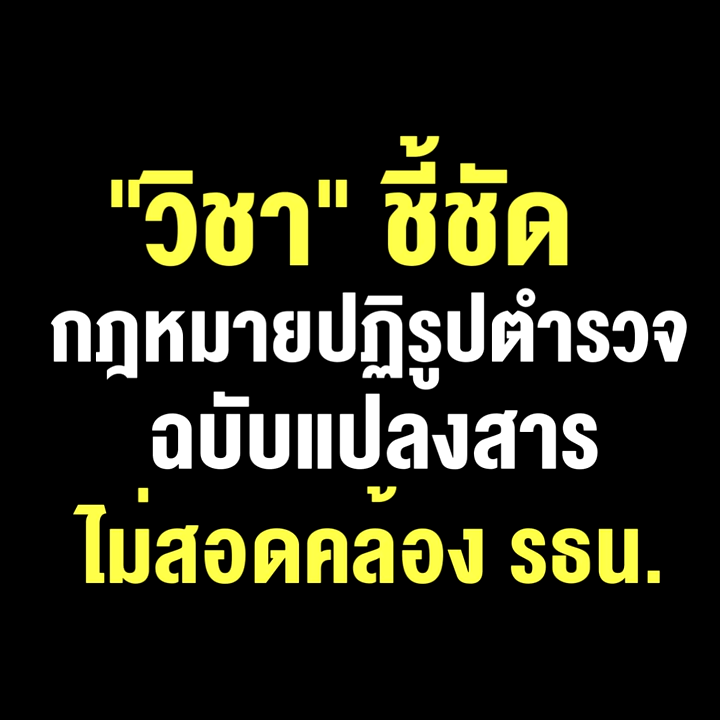 "วิชา" ชี้ชัด
กฎหมายปฏิรูปตำรวจ
ฉบับแปลงสาร
ไม่สอดคล้อง รธน.